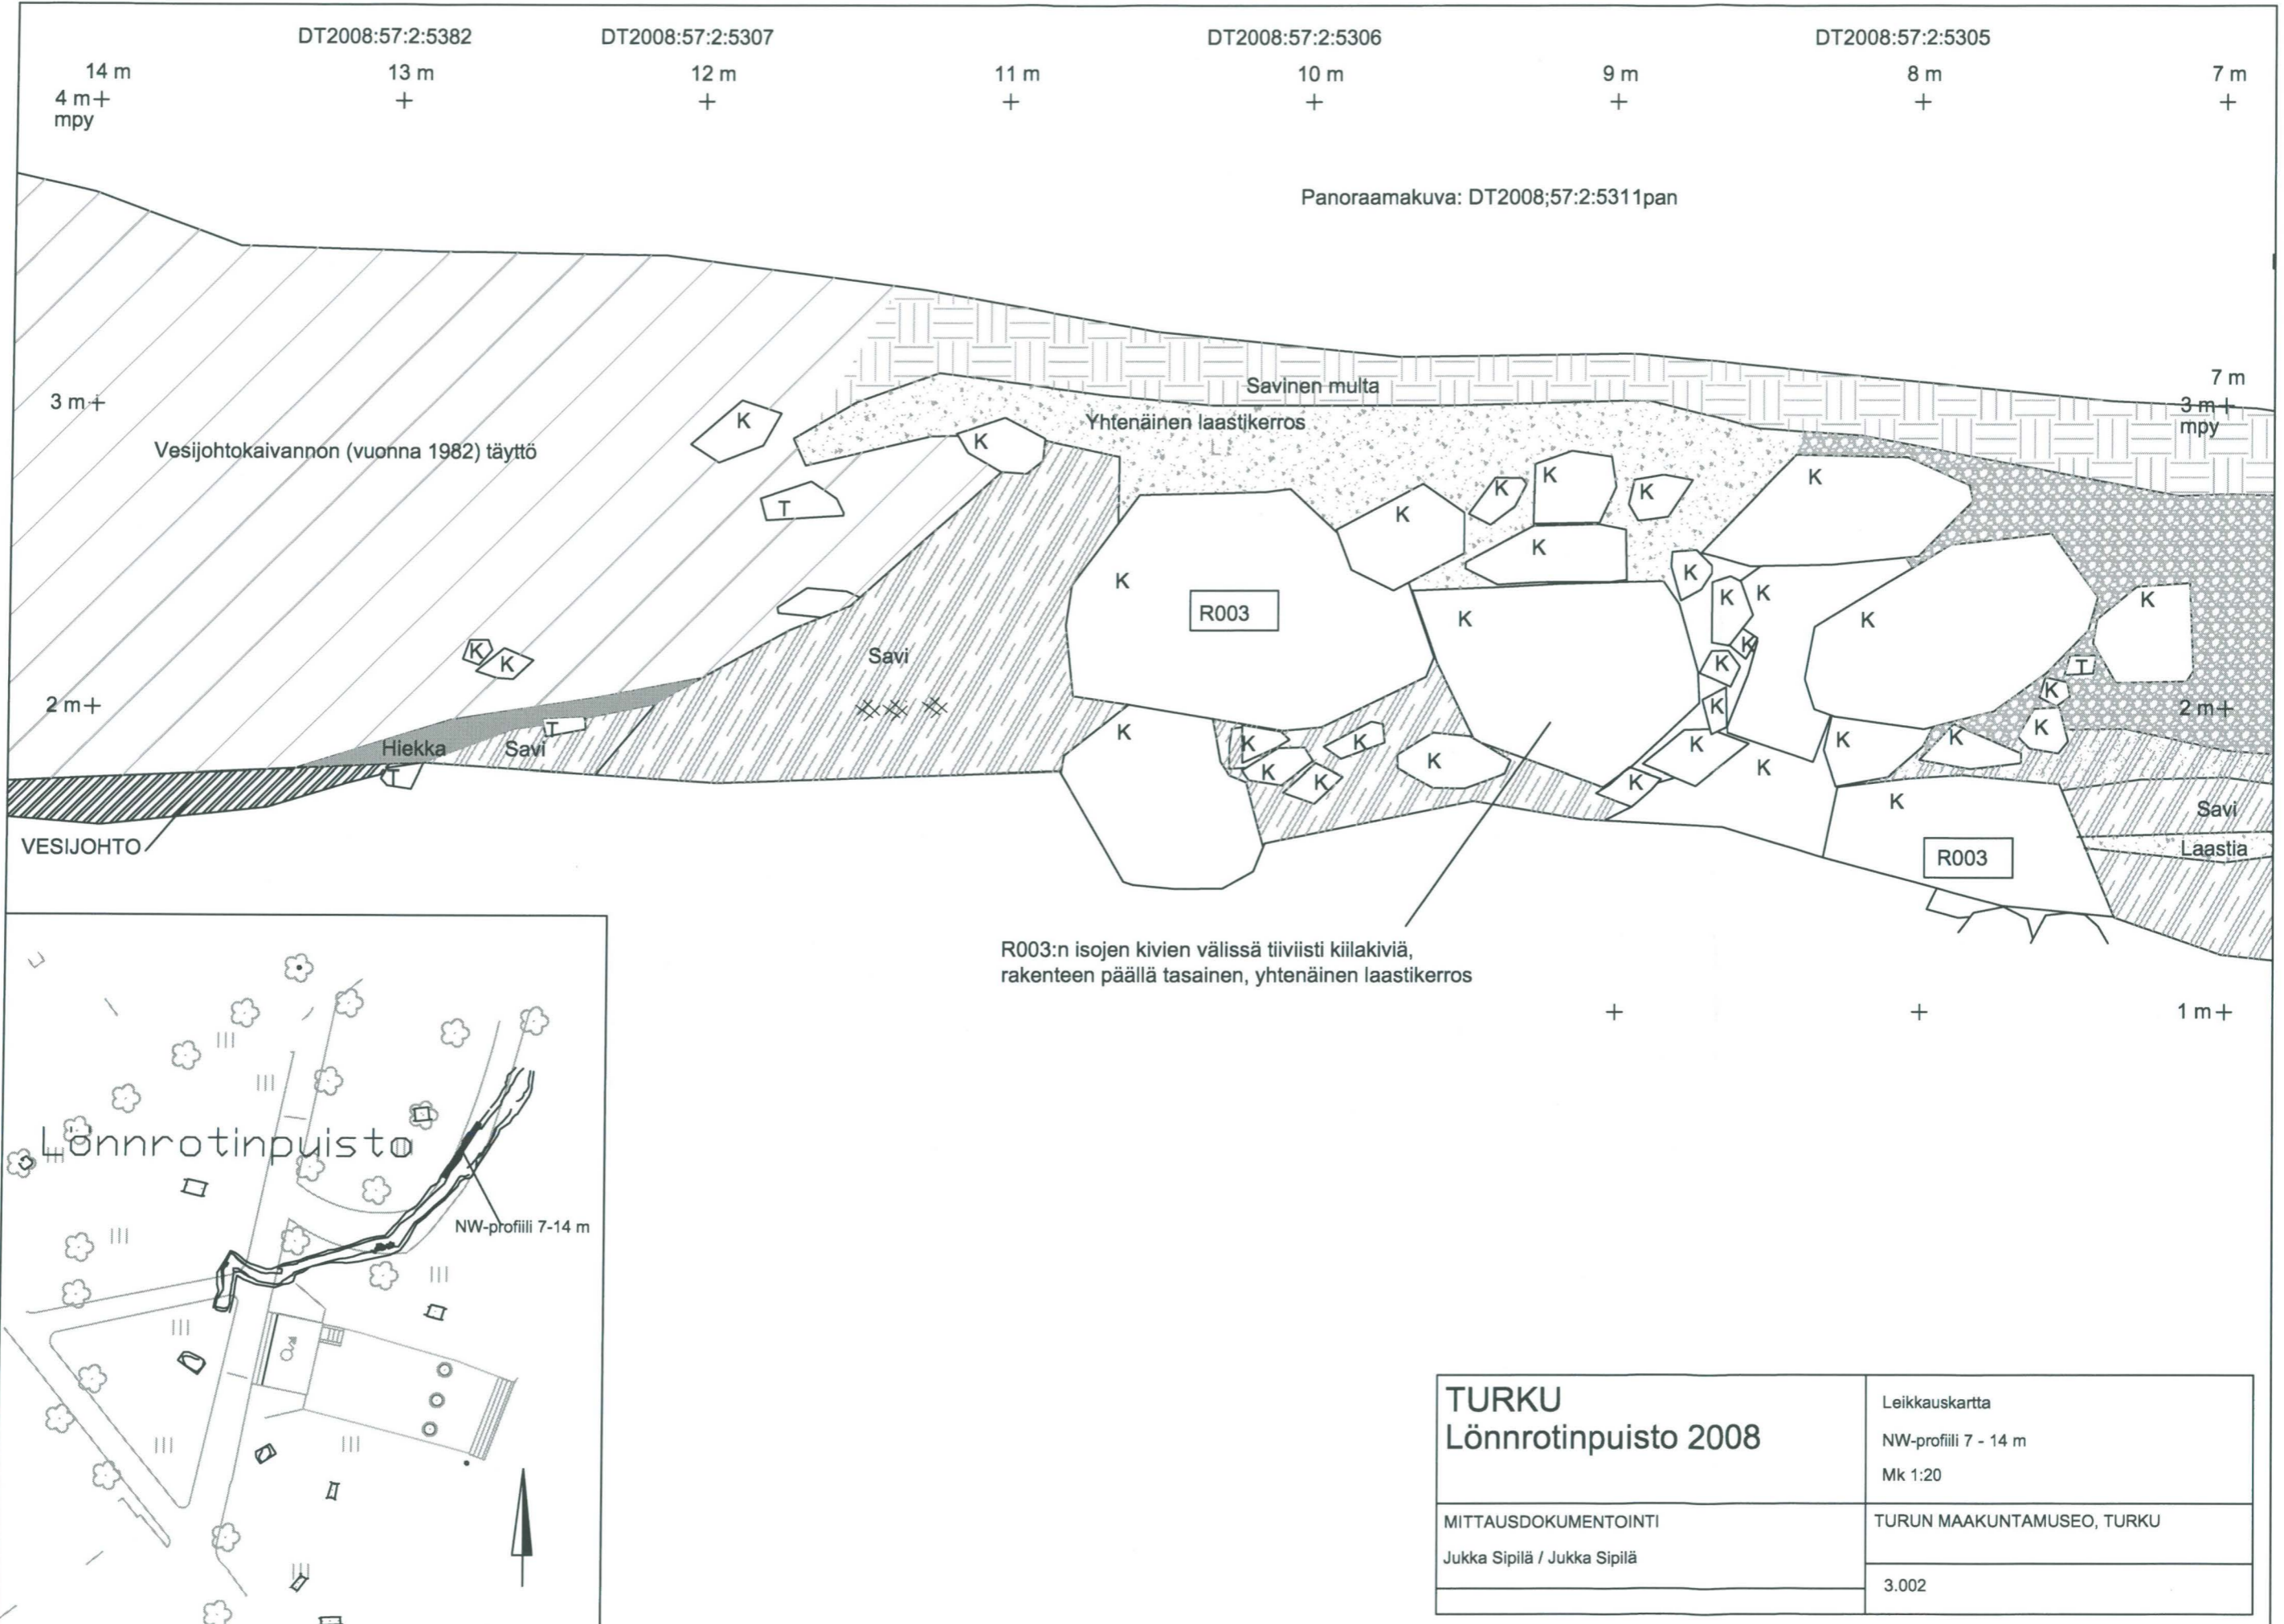 DT2008:57:2:5382 DT2008:57:2:5307 DT2008:57:2:5306 DT2008:57:2:5305
14 m 13 m 12 m 11 m 10 m 9 m 8 m 7 m
4 m
mpy
Panoraamakuva: DT2008;57:2:5311pan
7 m
Savinen multa
3 m 3 m
mpy
Yhtenäinen laastikerros
K K
Vesijohtokaivannon (vuonna 1982) täyttö
K K K K
K
T
K
K K
K K K
R003
K K K
K K
Savi
K K K
T
K
2 m K 2 m
K K
T K
Hiekka Savi
K K K K K
K K
T K K K
K
Savi
K
VESIJOHTO
Laastia
R003
R003:n isojen kivien välissä tiiviisti kiilakiviä,
rakenteen päällä tasainen, yhtenäinen laastikerros
1 m
Lönnrotinpuisto
NW-profiili 7-14 m
TURKU
Lönnrotinpuisto 2008
Leikkauskartta
NW-profiili 7 - 14 m
Mk 1:20
MITTAUSDOKUMENTOINTI
Jukka Sipilä / Jukka Sipilä
TURUN MAAKUNTAMUSEO, TURKU
3.002